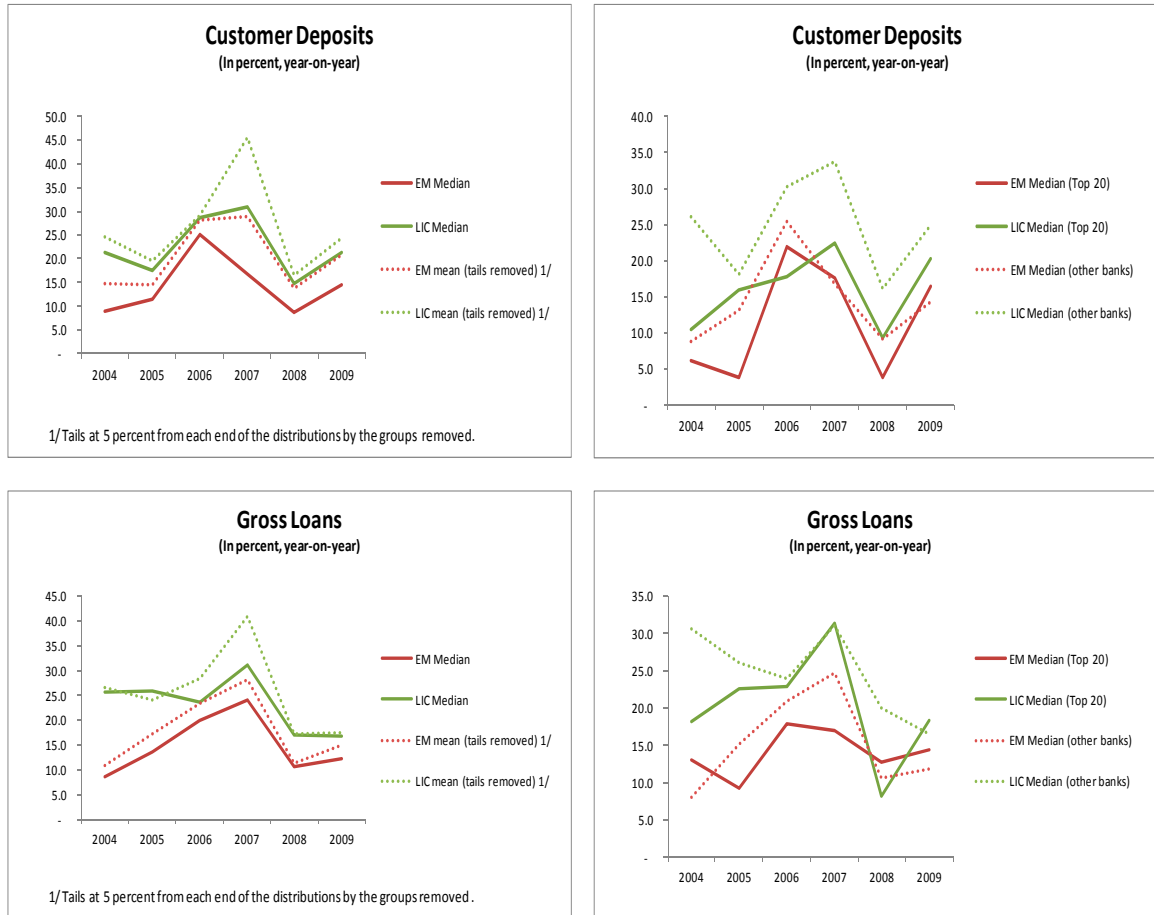 Customer Deposits
(In percent, year-on-year)
50.0
45.0
40.0
35.0
30.0
25.0
20.0
15.0
10.0
5.0
-
2004 2005 2006 2007 2008 2009
EM Median
LIC Median
EM mean (tails removed) 1/
LIC mean (tails removed) 1/
1/ Tails at 5 percent from each end of the distributions by the groups removed.
Customer Deposits
(In percent, year-on-year)
40.0
35.0
30.0
25.0
20.0
15.0
10.0
5.0
-
2004 2005 2006 2007 2008 2009
EM Median (Top 20)
LIC Median (Top 20)
EM Median (other banks)
LIC Median (other banks)
Gross Loans
(In percent, year-on-year)
45.0
40.0
35.0
30.0
25.0
20.0
15.0
10.0
5.0
-
2004 2005 2006 2007 2008 2009
EM Median
LIC Median
EM mean (tails removed) 1/
LIC mean (tails removed) 1/
1/ Tails at 5 percent from each end of the distributions by the groups removed.
Gross Loans
(In percent, year-on-year)
35.0
30.0
25.0
20.0
15.0
10.0
5.0
-
2004 2005 2006 2007 2008 2009
EM Median (Top 20)
LIC Median (Top 20)
EM Median (other banks)
LIC Median (other banks)